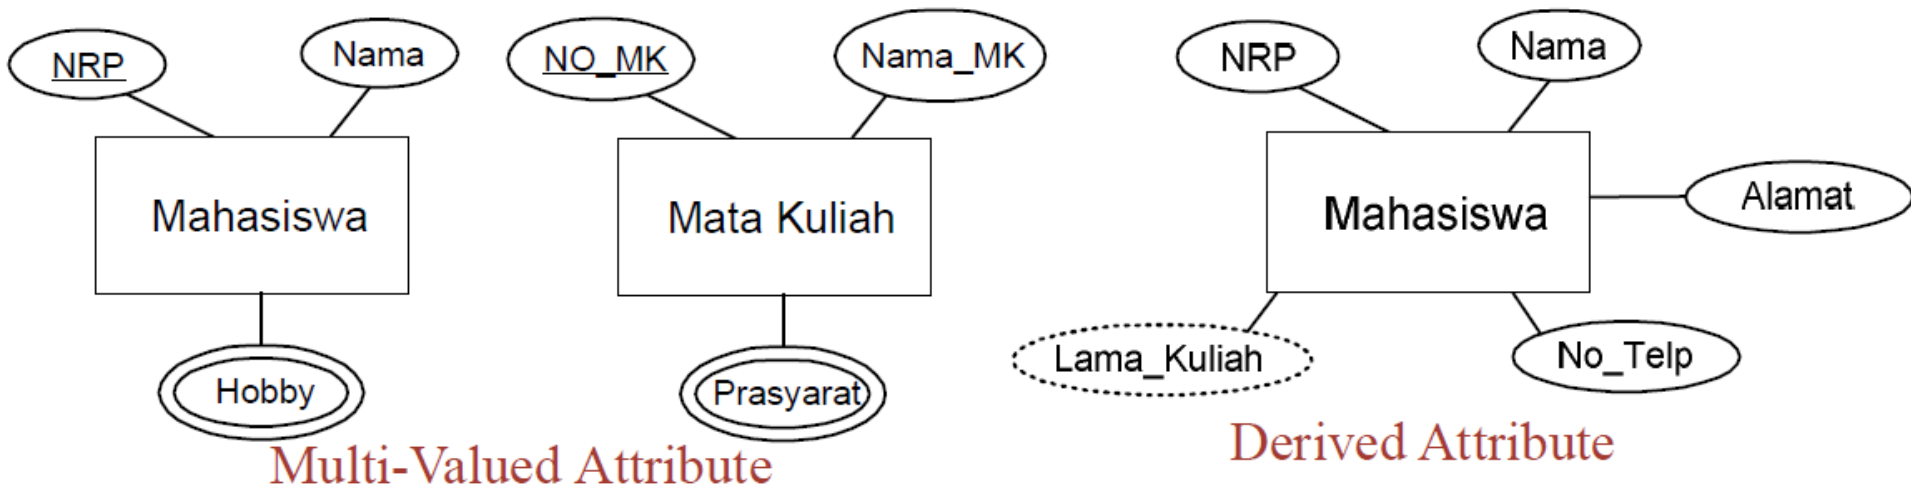 NRP
Nama
Mahasiswa
Hobby
NO_MK
Nama_MK
Mata Kuliah
Prasyarat
Multi-Valued Attribute
NRP
Nama
Mahasiswa
Alamat
Lama_Kuliah
No_Telp
Derived Attribute